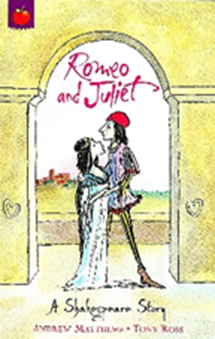 Romeo
and Juliet
A Shakespeare Story
ANDREW MATTHEWS • TONY ROSS